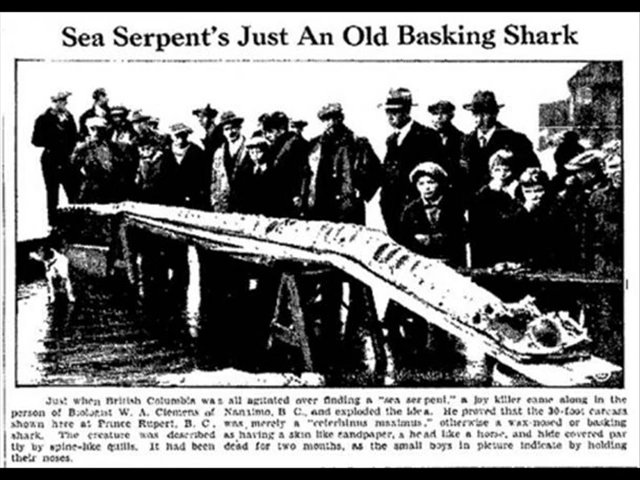 Sea Serpent's Just An Old Basking Shark
Just when British Columbia was all agitated over finding a "sea serpent," a joy killer came along in the
person of Biologist W. A. Clemens of Nanaimo, B C., and exploded the idea. He proved that the 30-foot carcass
shown here at Prince Rupert, B. C., was merely a "ceterhinus maximus," otherwise a wax-nosed or basking
shark. The creature was described as having a skin like sandpaper, a head like a horse, and hide covered par
tly by spine-like quills. It had been dead for two months, as the small boys in picture indicate by holding
their noses.